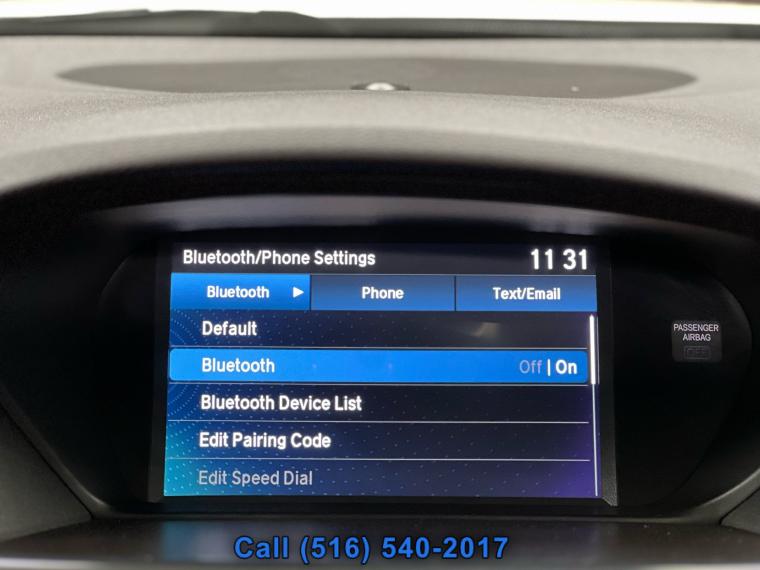 Bluetooth/Phone Settings 11 31
Bluetooth ▶ Phone Text/Email
Default
Bluetooth Off | On
Bluetooth Device List
Edit Pairing Code
Edit Speed Dial
PASSENGER
AIRBAG
OFF
Call (516) 540-2017